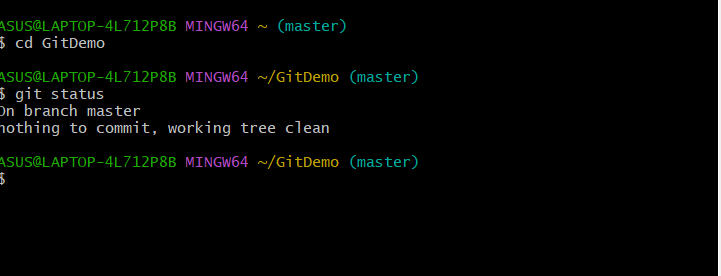 ASUS@LAPTOP-4L712P8B MINGW64 ~ (master)
$ cd GitDemo
ASUS@LAPTOP-4L712P8B MINGW64 ~/GitDemo (master)
$ git status
On branch master
nothing to commit, working tree clean
ASUS@LAPTOP-4L712P8B MINGW64 ~/GitDemo (master)
$